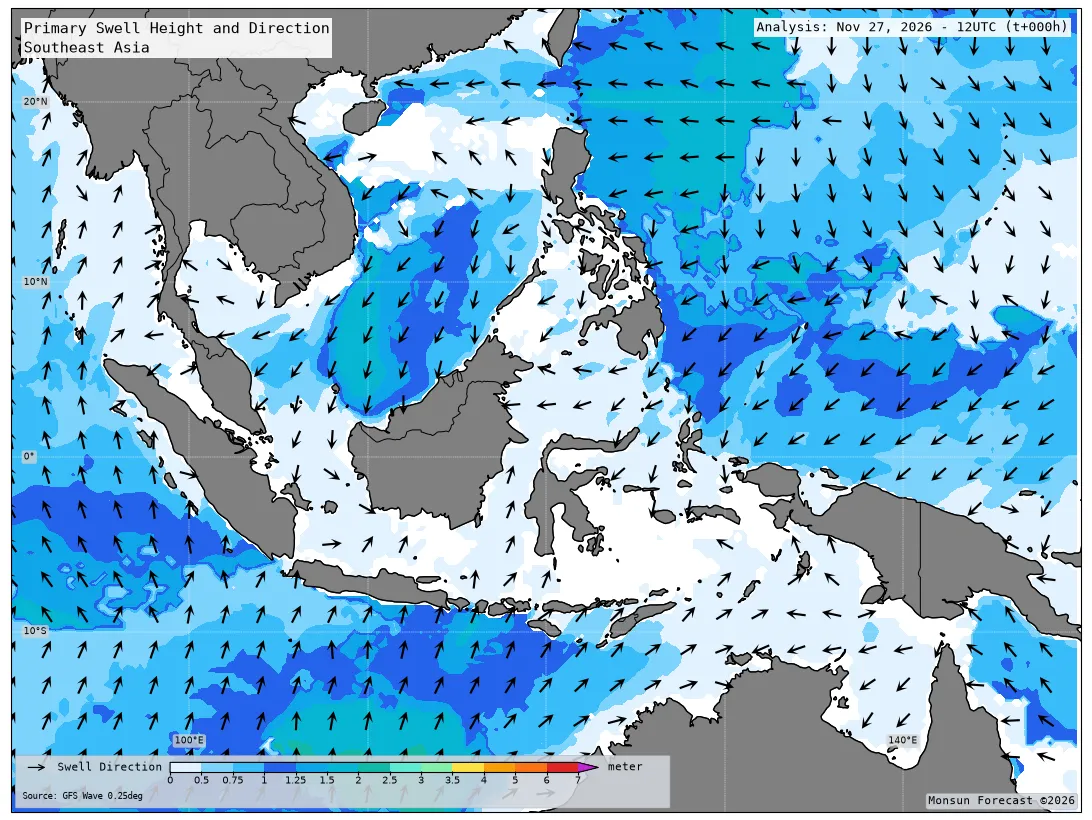 Primary Swell Height and Direction
Southeast Asia
Analysis: Nov 27, 2026 - 12UTC (t+000h)
20°N
10°N
0°
10°S
100°E
140°E
Swell Direction
meter
0 0.5 0.75 1 1.25 1.5 2 2.5 3 3.5 4 5 6 7
Source: GFS Wave 0.25deg
Monsun Forecast ©2026